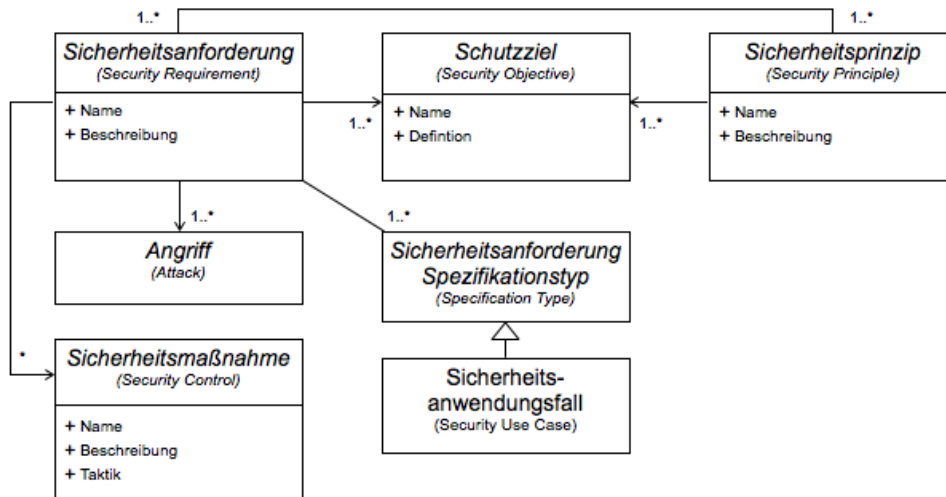 1..*
1..*
Sicherheitsanforderung
(Security Requirement)
+ Name
+ Beschreibung
Schutzziel
(Security Objective)
+ Name
+ Defintion
Sicherheitsprinzip
(Security Principle)
+ Name
+ Beschreibung
1..*
1..*
1..*
1..*
Angriff
(Attack)
Sicherheitsanforderung
Spezifikationstyp
(Specification Type)
*
Sicherheitsmaßnahme
(Security Control)
+ Name
+ Beschreibung
+ Taktik
Sicherheits-
anwendungsfall
(Security Use Case)